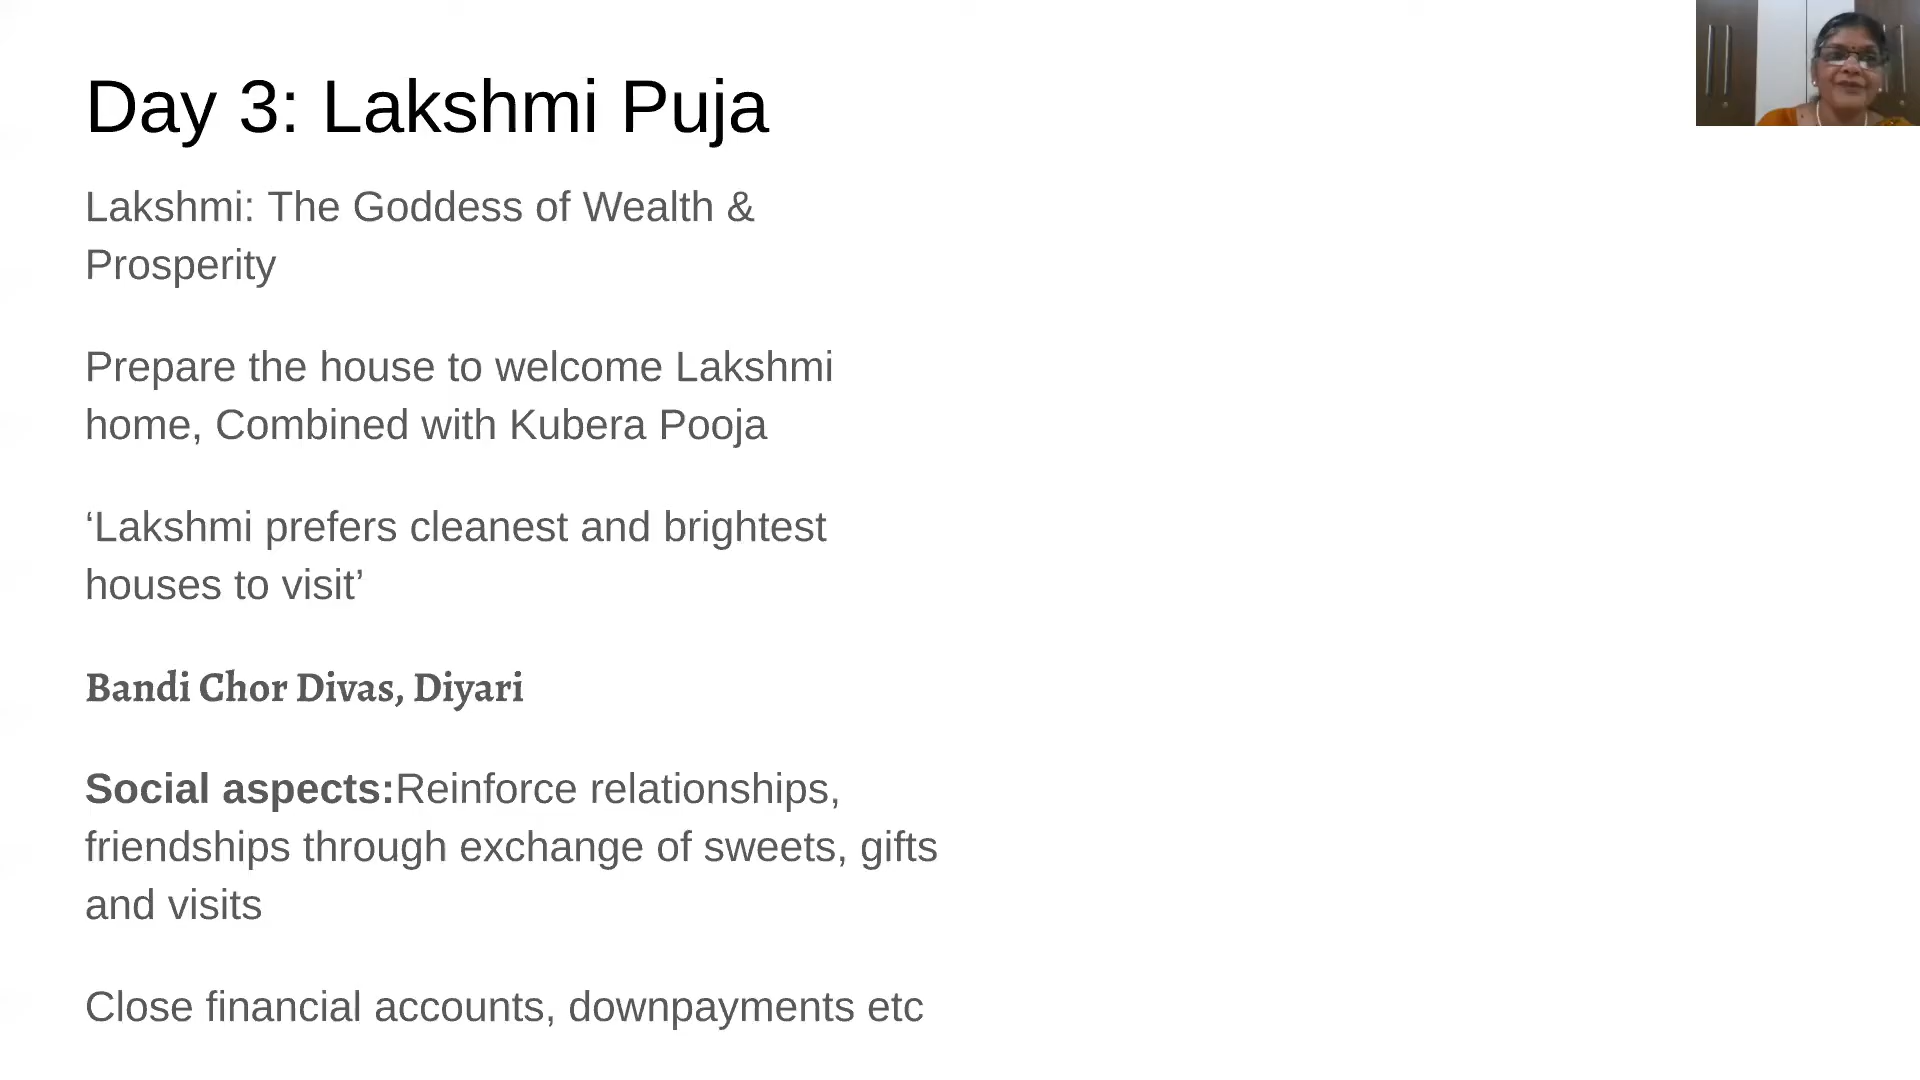 Day 3: Lakshmi Puja
Lakshmi: The Goddess of Wealth &
Prosperity
Prepare the house to welcome Lakshmi
home, Combined with Kubera Pooja
‘Lakshmi prefers cleanest and brightest
houses to visit’
Bandi Chor Divas, Diyari
Social aspects:Reinforce relationships,
friendships through exchange of sweets, gifts
and visits
Close financial accounts, downpayments etc